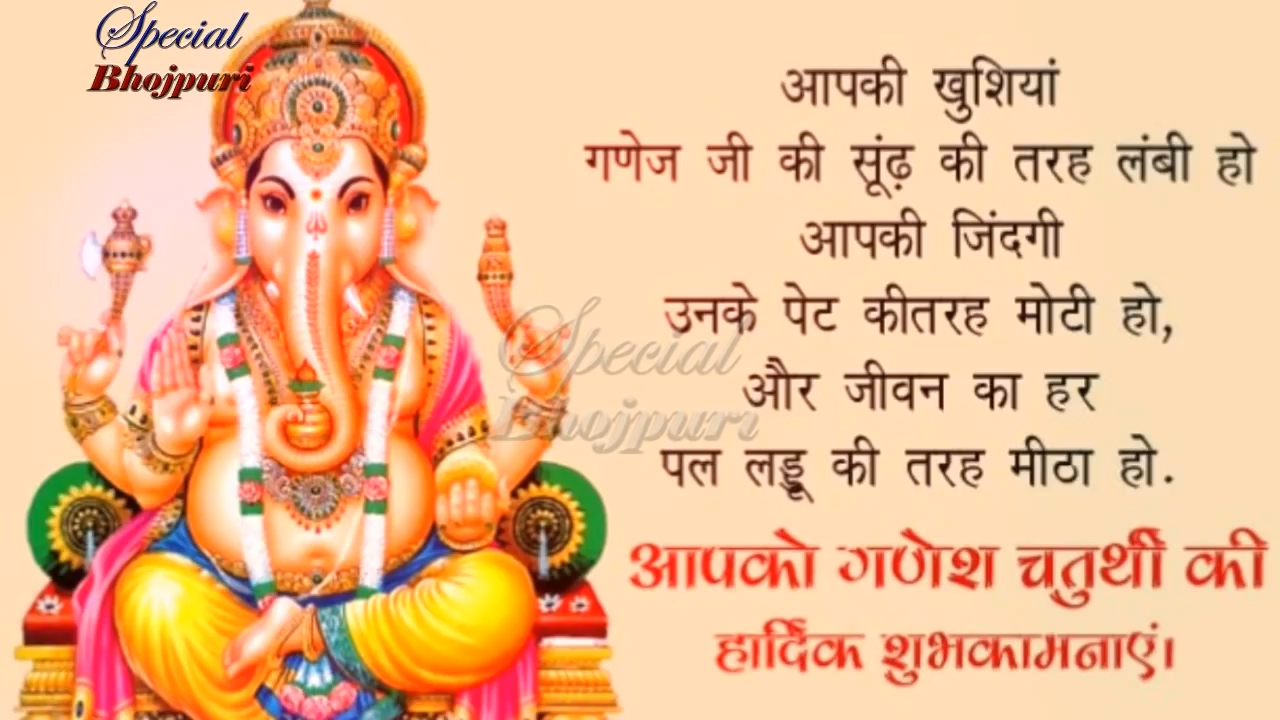 Special
Bhojpuri
आपकी खुशियां
गणेज जी की सूंढ़ की तरह लंबी हो
आपकी जिंदगी
उनके पेट कीतरह मोटी हो,
Special
Bhojpuri
और जीवन का हर
पल लड्डू की तरह मीठा हो.
आपको गणेश चतुर्थी की
हार्दिक शुभकामनाएं।